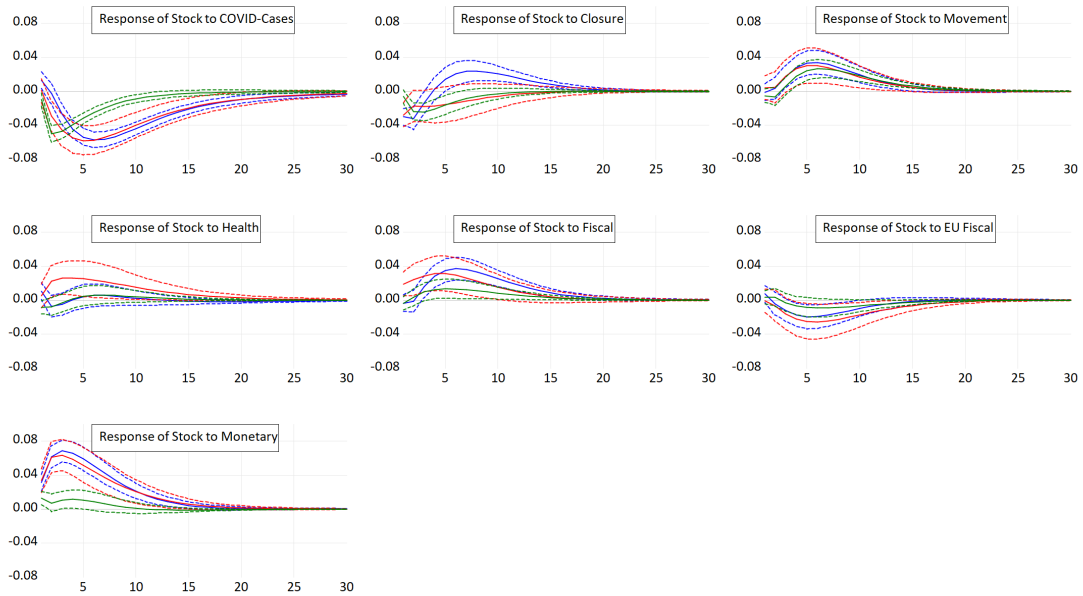 Response of Stock to COVID-Cases
0.08
0.04
0.00
-0.04
-0.08
5 10 15 20 25 30
Response of Stock to Closure
0.08
0.04
0.00
-0.04
-0.08
5 10 15 20 25 30
Response of Stock to Movement
0.08
0.04
0.00
-0.04
-0.08
5 10 15 20 25 30
Response of Stock to Health
0.08
0.04
0.00
-0.04
-0.08
5 10 15 20 25 30
Response of Stock to Fiscal
0.08
0.04
0.00
-0.04
-0.08
5 10 15 20 25 30
Response of Stock to EU Fiscal
0.08
0.04
0.00
-0.04
-0.08
5 10 15 20 25 30
Response of Stock to Monetary
0.08
0.04
0.00
-0.04
-0.08
5 10 15 20 25 30